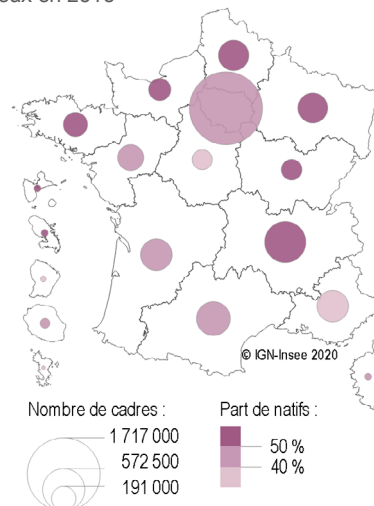 © IGN-Insee 2020
Nombre de cadres :
1 717 000
572 500
191 000
Part de natifs :
50 %
40 %